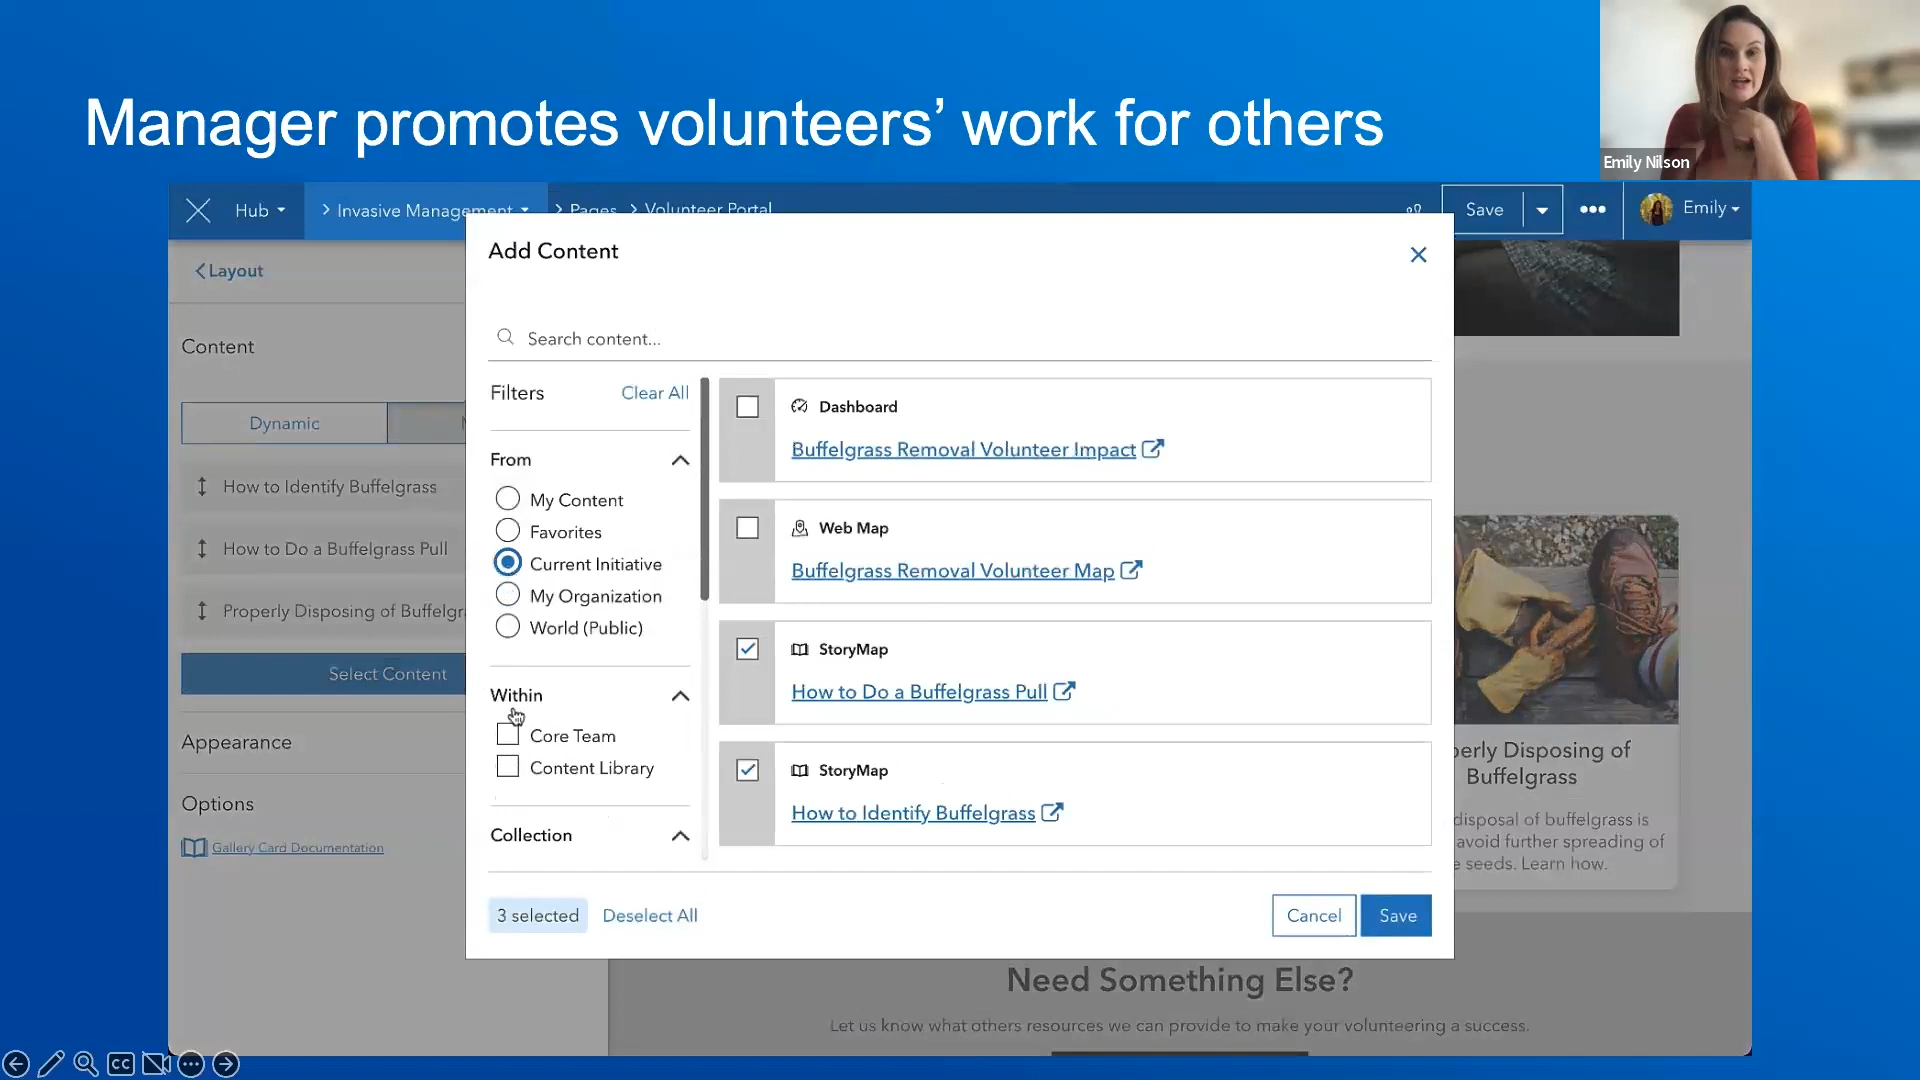 Manager promotes volunteers’ work for others
Emily Nilson
Hub
Invasive Management
Pages
Volunteer Portal
Save
Emily
Layout
Content
Dynamic
How to Identify Buffelgrass
How to Do a Buffelgrass Pull
Properly Disposing of Buffelgr
Select Content
Appearance
Options
Gallery Card Documentation
Add Content
Search content...
Filters
Clear All
From
My Content
Favorites
Current Initiative
My Organization
World (Public)
Within
Core Team
Content Library
Collection
Dashboard
Buffelgrass Removal Volunteer Impact
Web Map
Buffelgrass Removal Volunteer Map
StoryMap
How to Do a Buffelgrass Pull
StoryMap
How to Identify Buffelgrass
3 selected
Deselect All
Cancel
Save
perly Disposing of
Buffelgrass
disposal of buffelgrass is
avoid further spreading of
seeds. Learn how.
Need Something Else?
Let us know what others resources we can provide to make your volunteering a success.
CC